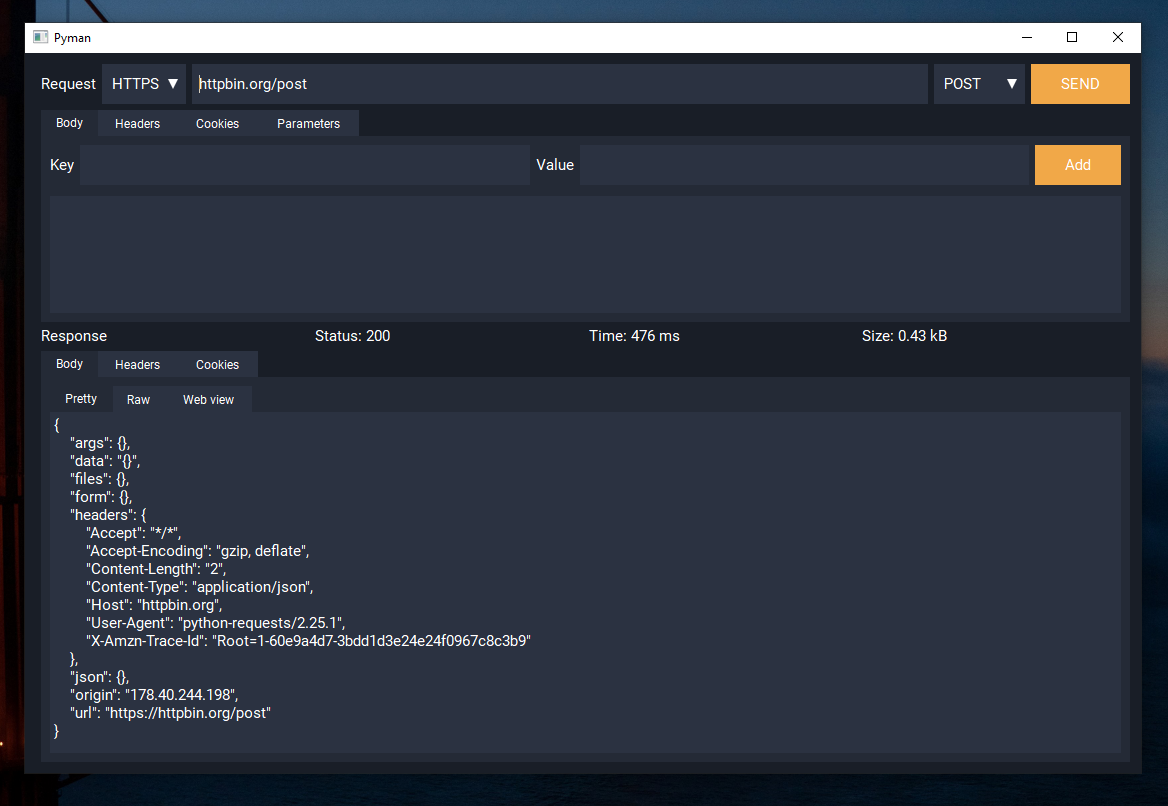 Pyman
Request HTTPS ▼ httpbin.org/post POST ▼ SEND
Body Headers Cookies Parameters
Key Value Add
Response Status: 200 Time: 476 ms Size: 0.43 kB
Body Headers Cookies
Pretty Raw Web view
{
    "args": {},
    "data": "{}",
    "files": {},
    "form": {},
    "headers": {
        "Accept": "*/*",
        "Accept-Encoding": "gzip, deflate",
        "Content-Length": "2",
        "Content-Type": "application/json",
        "Host": "httpbin.org",
        "User-Agent": "python-requests/2.25.1",
        "X-Amzn-Trace-Id": "Root=1-60e9a4d7-3bdd1d3e24e24f0967c8c3b9"
    },
    "json": {},
    "origin": "178.40.244.198",
    "url": "https://httpbin.org/post"
}